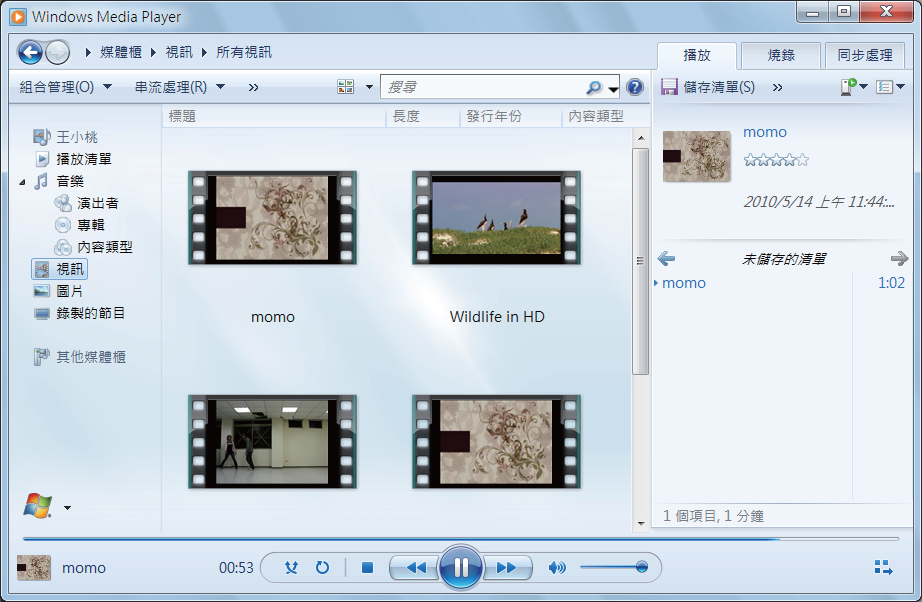 Windows Media Player
媒體櫃 視訊 所有視訊
播放 燒錄 同步處理
組合管理(O) 串流處理(R) » 搜尋
儲存清單(S) »
標題 長度 發行年份 內容類型
王小桃
播放清單
音樂
演出者
專輯
內容類型
視訊
圖片
錄製的節目
其他媒體櫃
momo
Wildlife in HD
momo
2010/5/14 上午 11:44:...
未儲存的清單
momo 1:02
1 個項目, 1 分鐘
momo 00:53